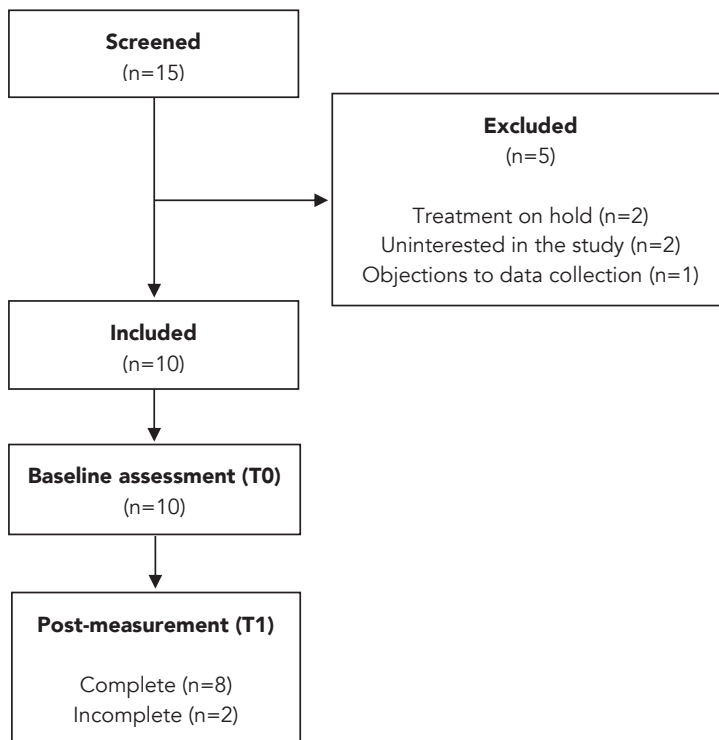 Screened
(n=15)
Excluded
(n=5)
Treatment on hold (n=2)
Uninterested in the study (n=2)
Objections to data collection (n=1)
Included
(n=10)
Baseline assessment (T0)
(n=10)
Post-measurement (T1)
Complete (n=8)
Incomplete (n=2)